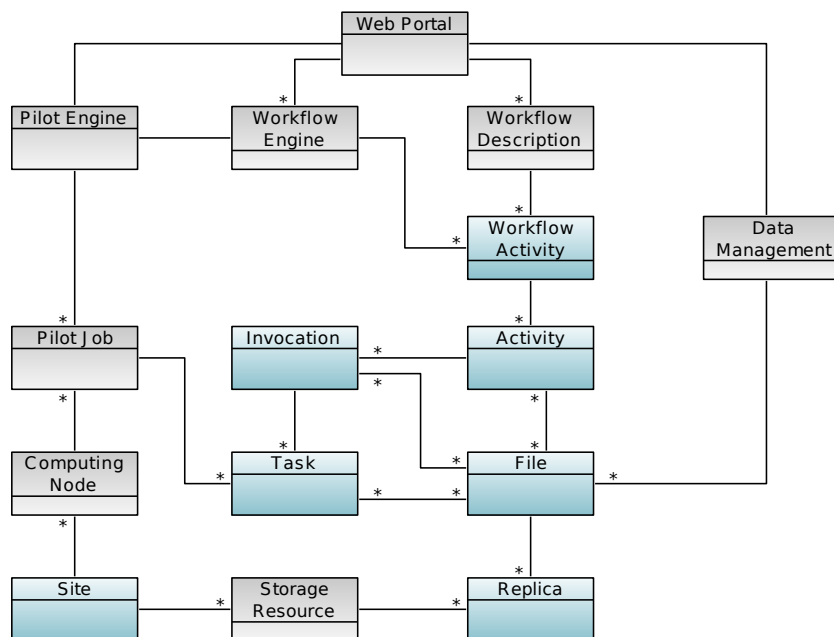 Web Portal
*
*
Pilot Engine
Workflow
Engine
Workflow
Description
*
*
Workflow
Activity
Data
Management
*
*
Pilot Job
Invocation
Activity
*
*
*
*
*
*
Computing
Node
Task
File
*
*
*
*
*
*
*
Site
Storage
Resource
Replica
*
*